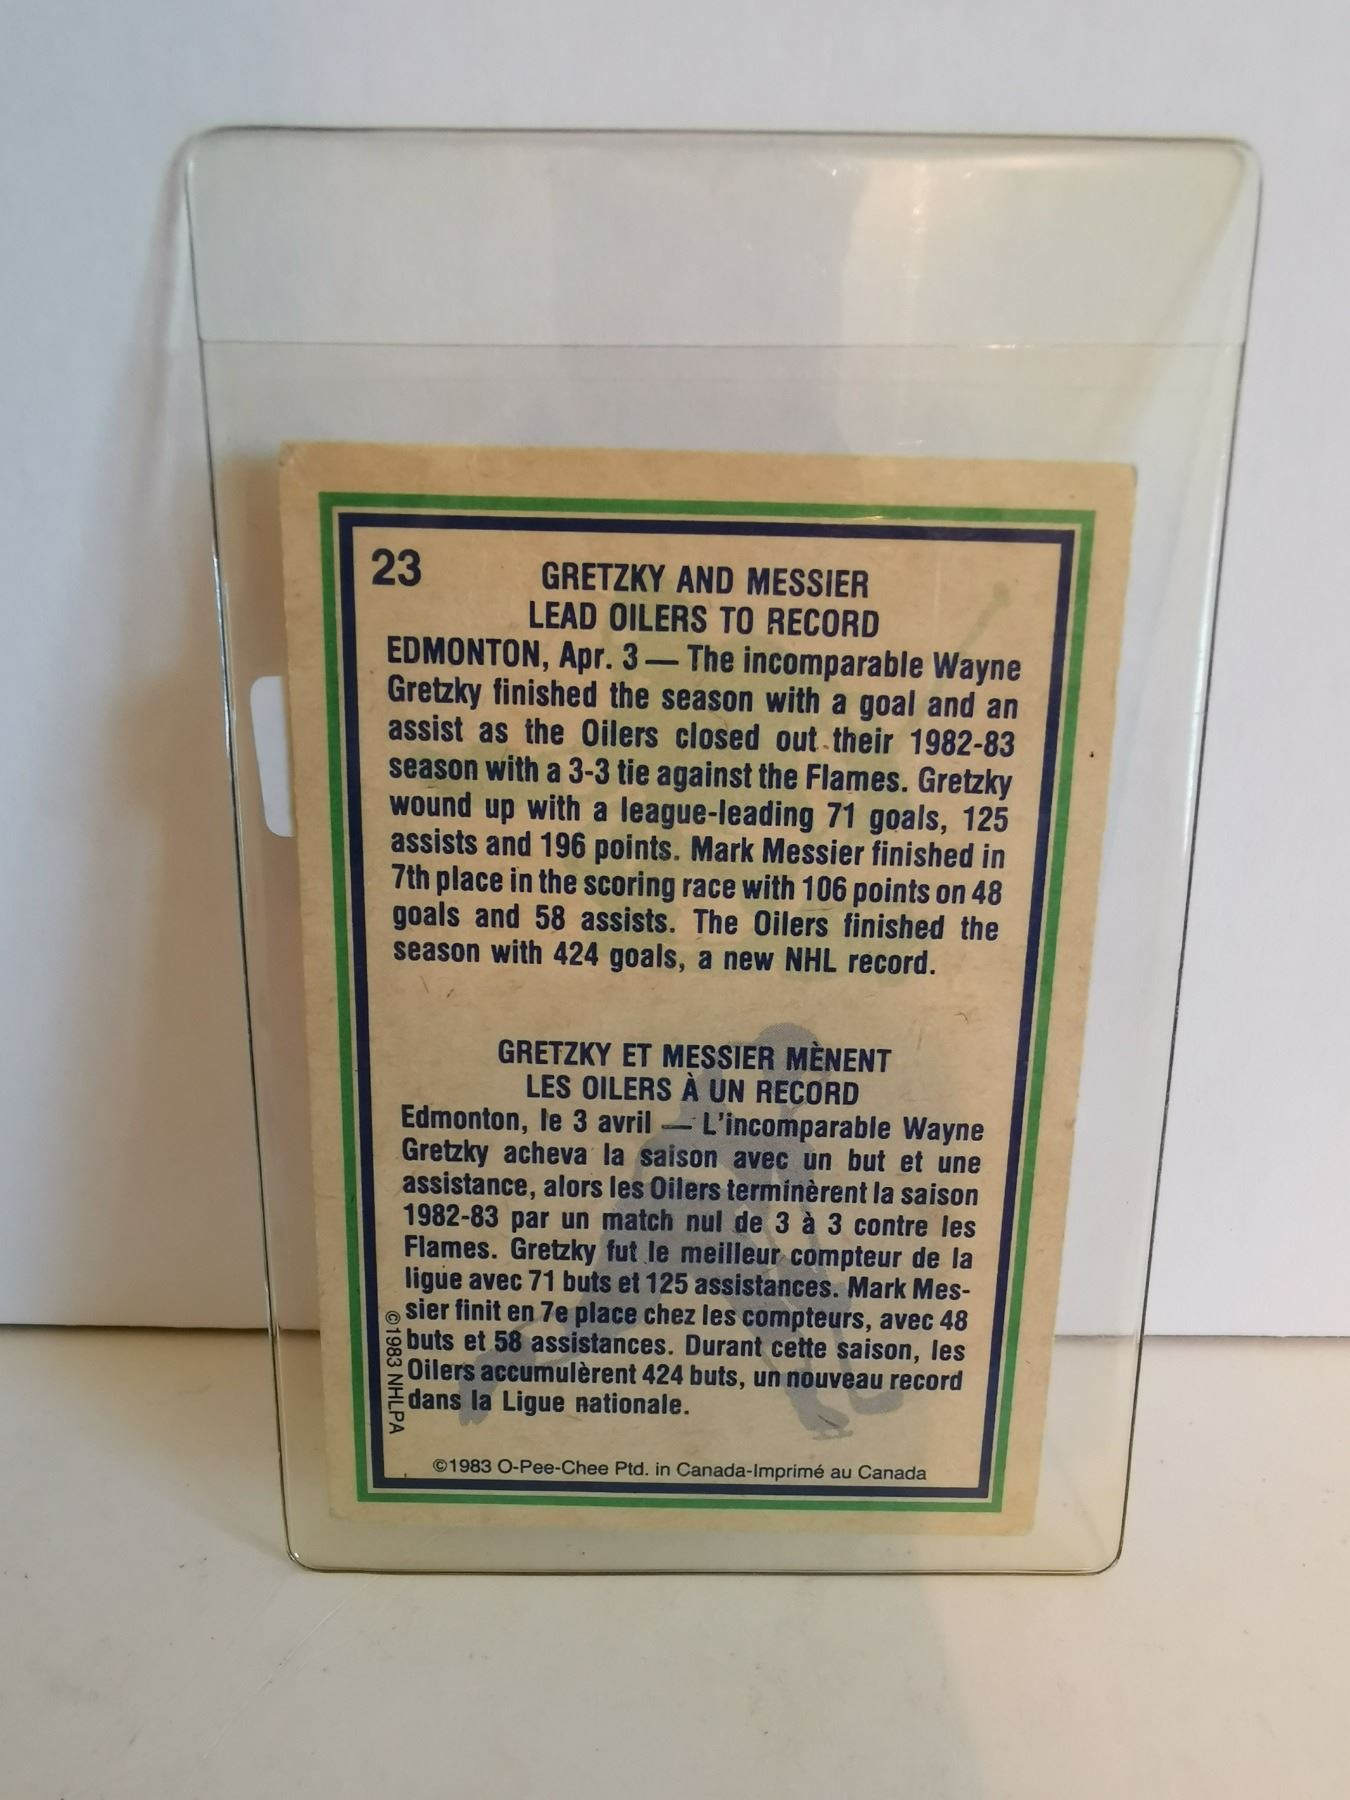 23
GRETZKY AND MESSIER
LEAD OILERS TO RECORD
EDMONTON, Apr. 3 — The incomparable Wayne
Gretzky finished the season with a goal and an
assist as the Oilers closed out their 1982-83
season with a 3-3 tie against the Flames. Gretzky
wound up with a league-leading 71 goals, 125
assists and 196 points. Mark Messier finished in
7th place in the scoring race with 106 points on 48
goals and 58 assists. The Oilers finished the
season with 424 goals, a new NHL record.
GRETZKY ET MESSIER MÈNENT
LES OILERS À UN RECORD
Edmonton, le 3 avril — L'incomparable Wayne
Gretzky acheva la saison avec un but et une
assistance, alors les Oilers terminèrent la saison
1982-83 par un match nul de 3 à 3 contre les
Flames. Gretzky fut le meilleur compteur de la
ligue avec 71 buts et 125 assistances. Mark Mes-
sier finit en 7e place chez les compteurs, avec 48
buts et 58 assistances. Durant cette saison, les
Oilers accumulèrent 424 buts, un nouveau record
dans la Ligue nationale.
©1983 NHLPA
©1983 O-Pee-Chee Ptd. in Canada-Imprimé au Canada